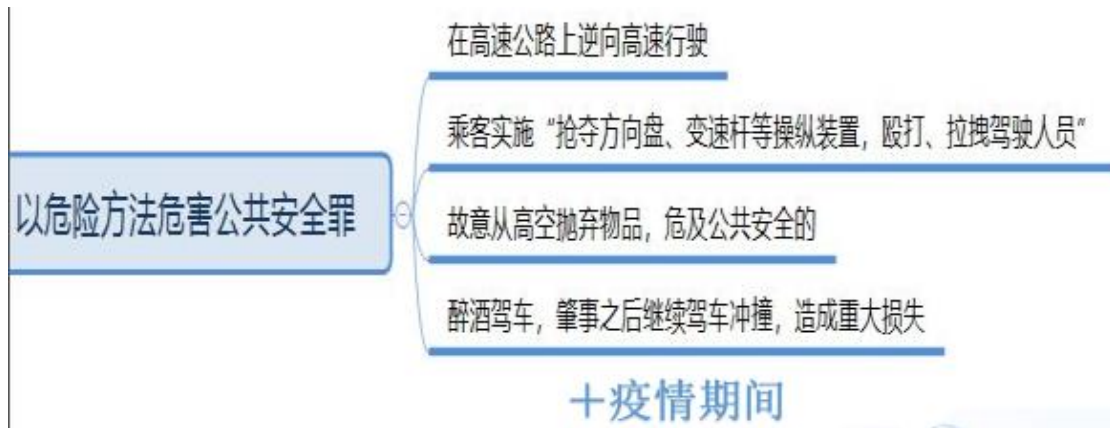 在高速公路上逆向高速行驶
乘客实施“抢夺方向盘、变速杆等操纵装置，殴打、拉拽驾驶人员”
以危险方法危害公共安全罪
故意从高空抛弃物品，危及公共安全的
醉酒驾车，肇事之后继续驾车冲撞，造成重大损失
＋疫情期间